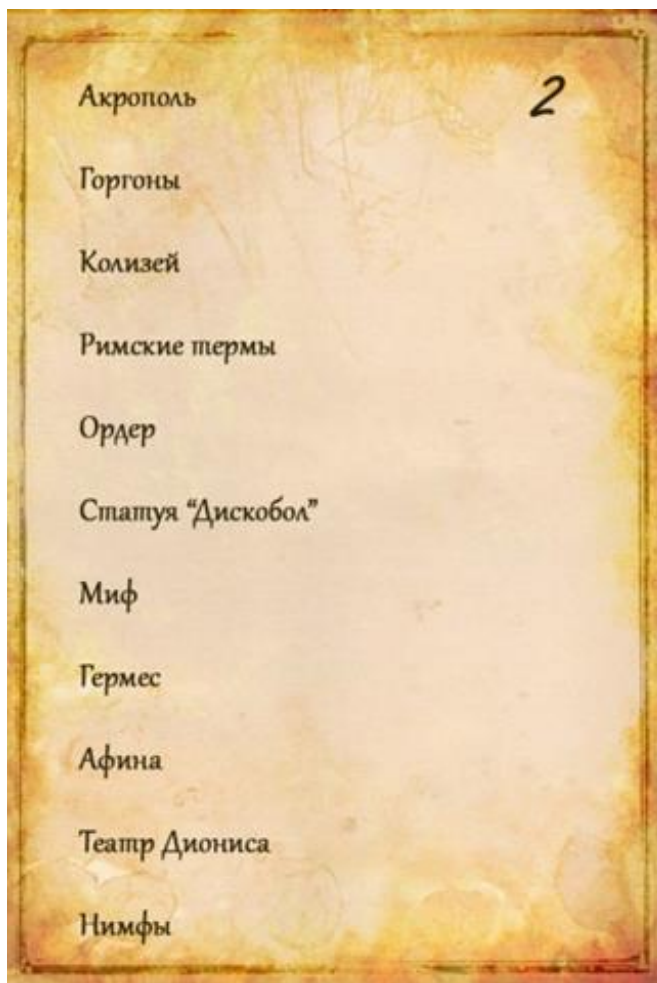 Акрополь
2
Горгоны
Колизей
Римские термы
Ордер
Статуя “Дискобол”
Миф
Гермес
Афина
Театр Диониса
Нимфы